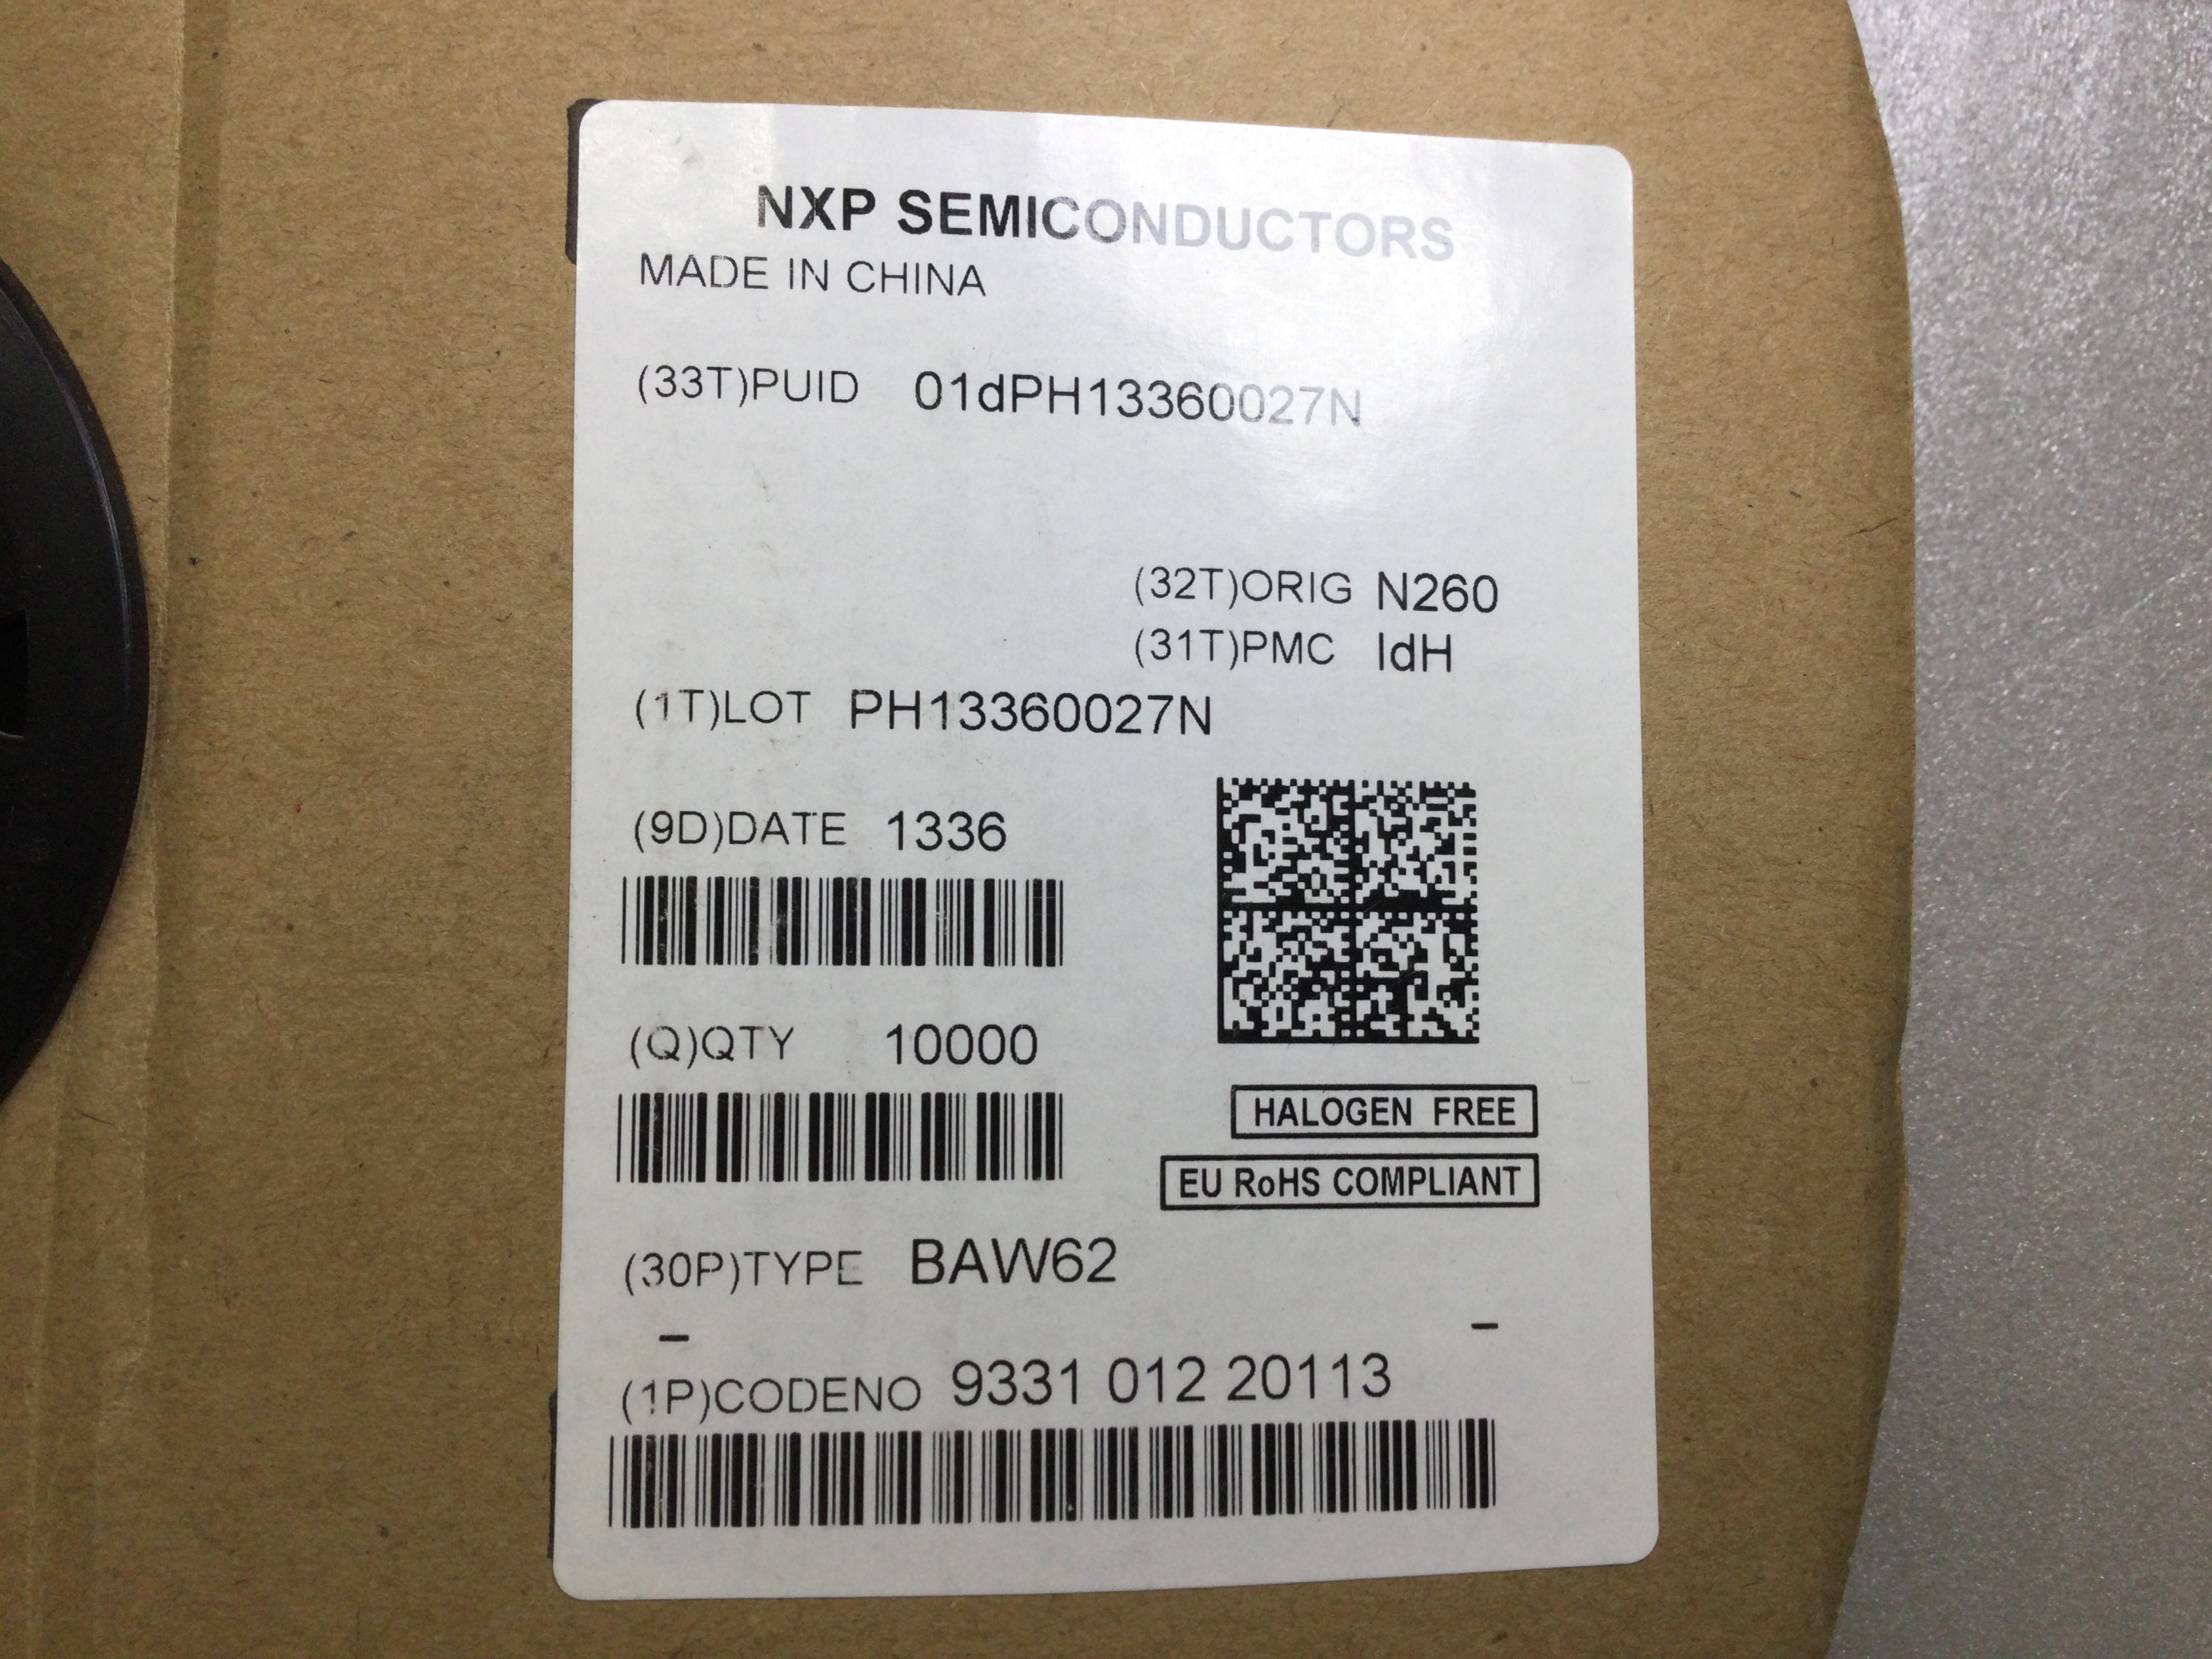 NXP SEMICONDUCTORS
MADE IN CHINA
(33T)PUID 01dPH13360027N
(32T)ORIG N260
(31T)PMC IdH
(1T)LOT PH13360027N
(9D)DATE 1336
(Q)QTY 10000
HALOGEN FREE
EU RoHS COMPLIANT
(30P)TYPE BAW62
– –
(1P)CODENO 9331 012 20113